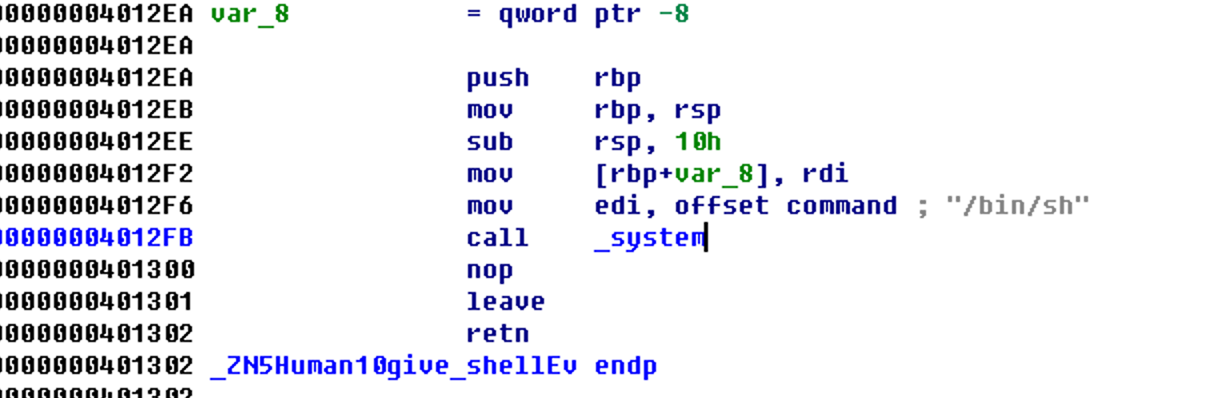 00000004012EA var_8 = qword ptr -8
00000004012EA
00000004012EA push rbp
00000004012EB mov rbp, rsp
00000004012EE sub rsp, 10h
00000004012F2 mov [rbp+var_8], rdi
00000004012F6 mov edi, offset command ; "/bin/sh"
00000004012FB call _system
0000000401300 nop
0000000401301 leave
0000000401302 retn
0000000401302 _ZN5Human10give_shellEv endp
0000000401302